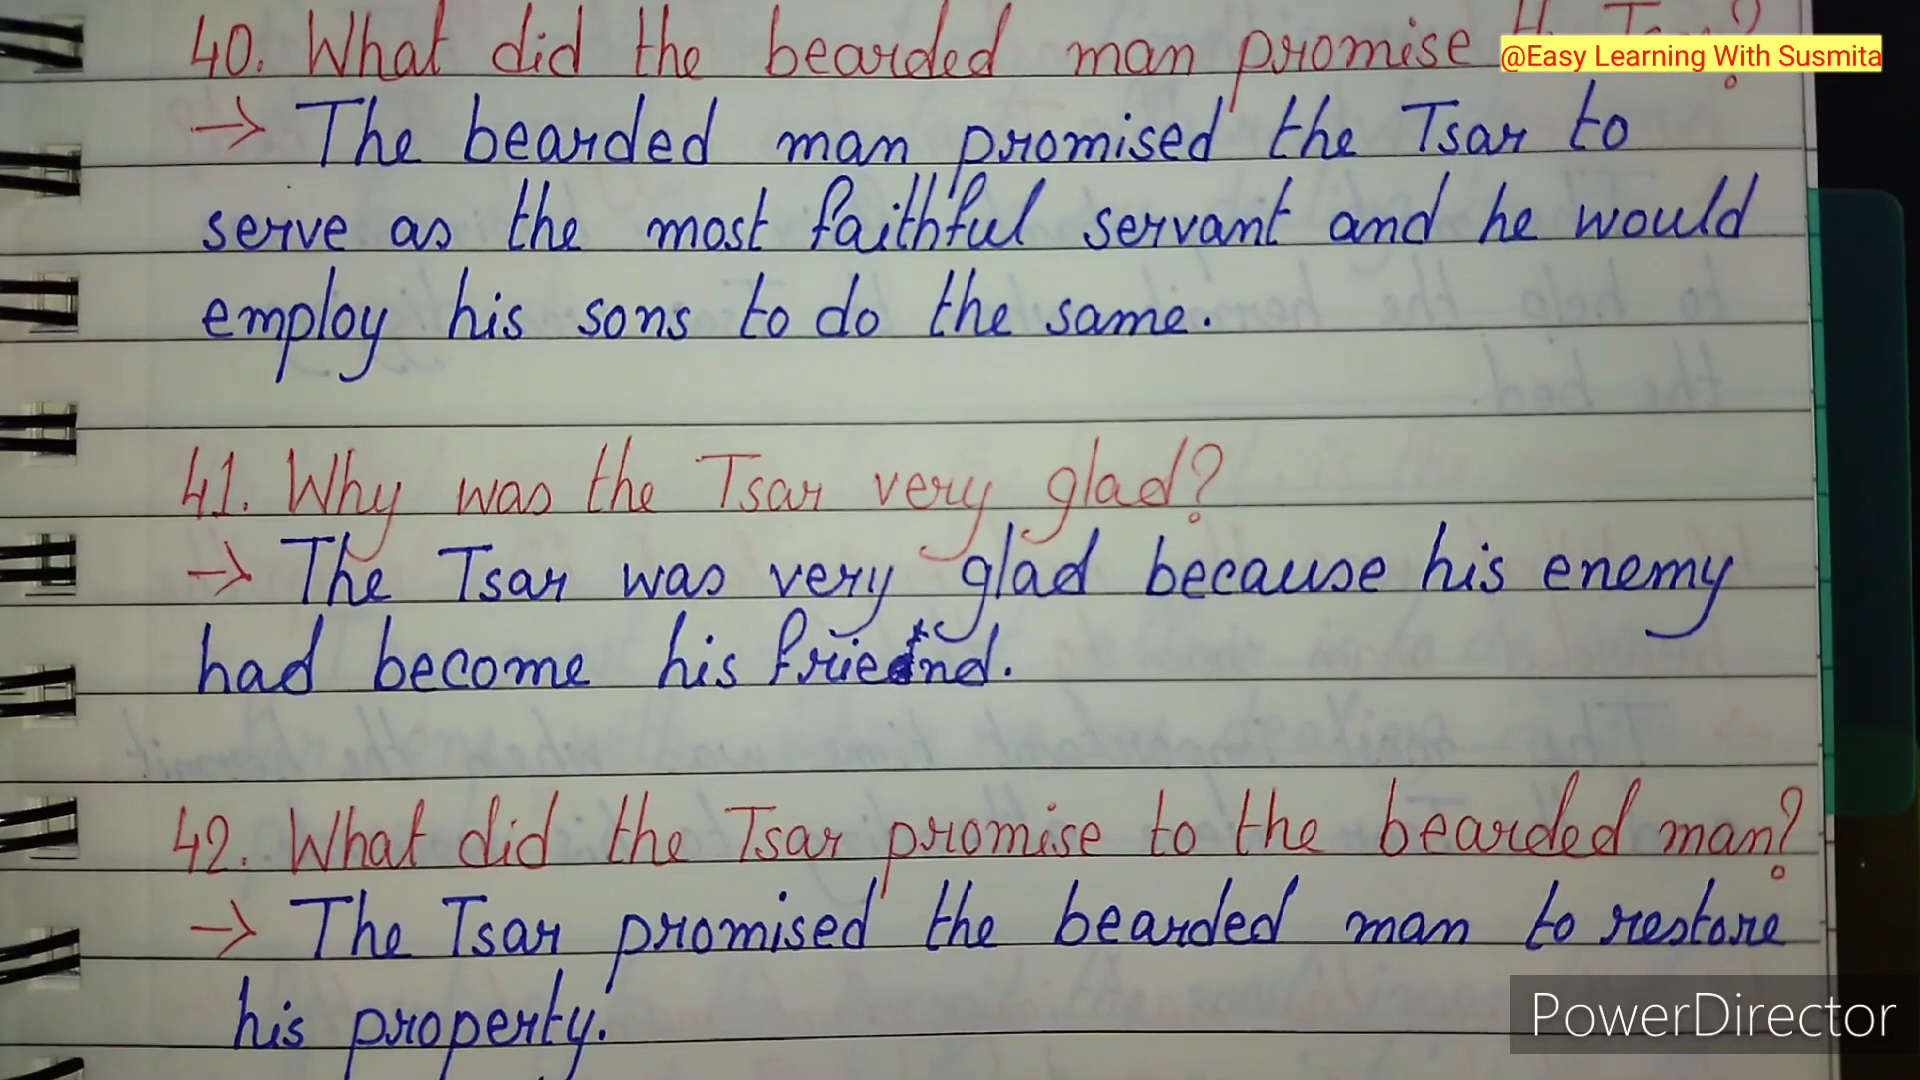 40. What did the bearded man promise the Tsar?
@Easy Learning With Susmita
→ The bearded man promised the Tsar to
serve as the most faithful servant and he would
employ his sons to do the same.
41. Why was the Tsar very glad?
→ The Tsar was very glad because his enemy
had become his friend.
42. What did the Tsar promise to the bearded man?
→ The Tsar promised the bearded man to restore
his property.
PowerDirector